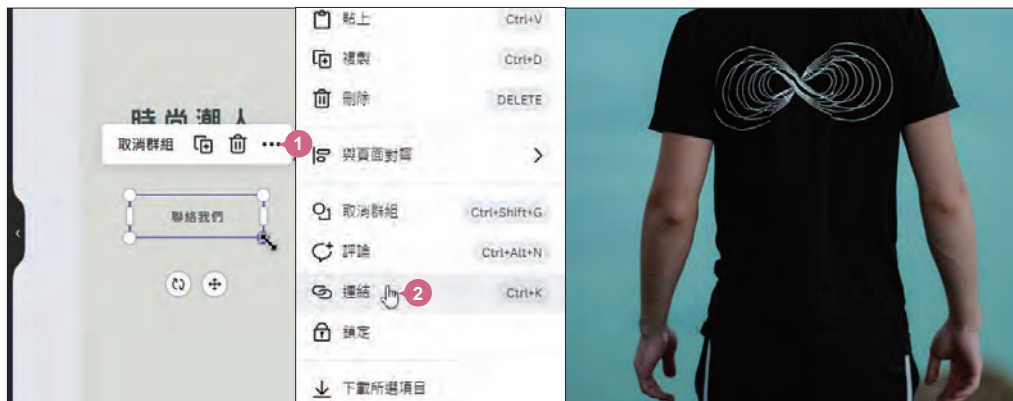 時尚潮人
取消群組
1
聯絡我們
貼上 Ctrl+V
複製 Ctrl+D
刪除 DELETE
與頁面對齊
取消群組 Ctrl+Shift+G
評論 Ctrl+Alt+N
連結 2 Ctrl+K
鎖定
下載所選項目